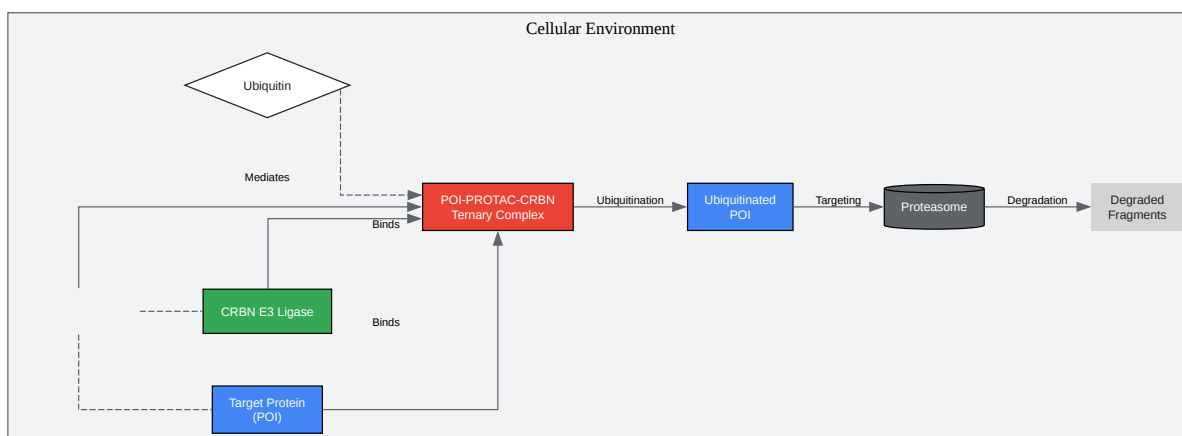 Cellular Environment
Ubiquitin
Mediates
POI-PROTAC-CRBN
Ternary Complex
Ubiquitination
Ubiquitinated
POI
Targeting
Proteasome
Degradation
Degraded
Fragments
Binds
CRBN E3 Ligase
Binds
Target Protein
(POI)